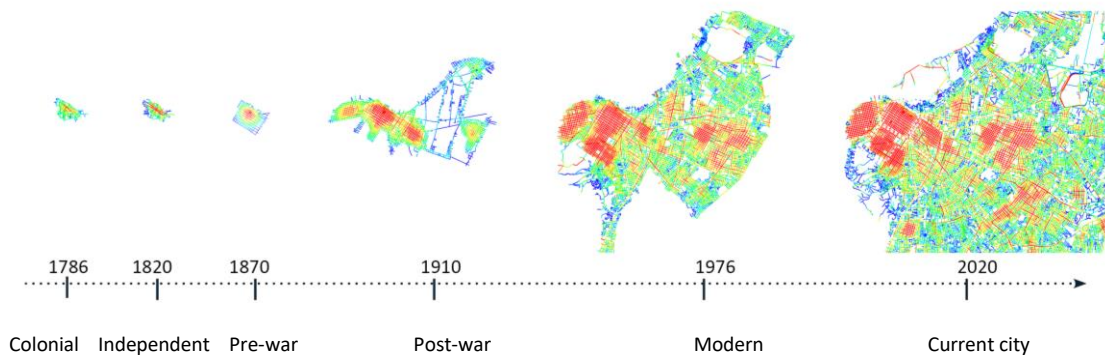 1786 1820 1870 1910 1976 2020
Colonial Independent Pre-war Post-war Modern Current city